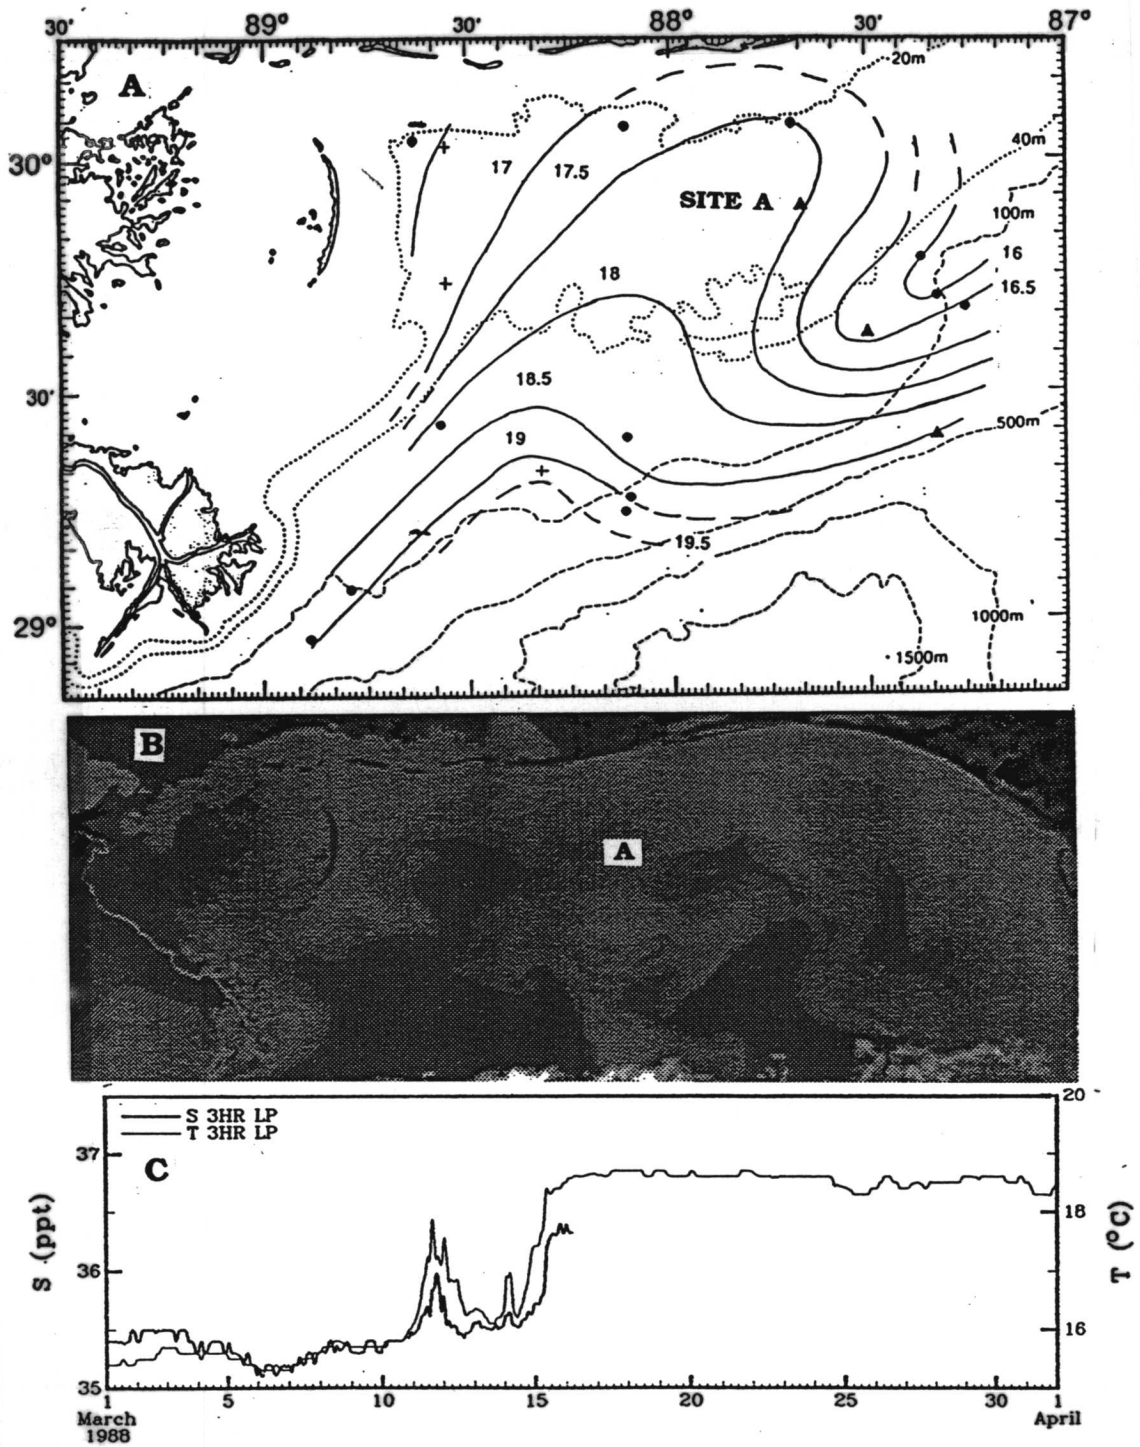 30' 89° 30' 88° 30' 87°
A
20m
40m
30°
17 17.5
SITE A
100m
16
18
16.5
30'
18.5
500m
19
19.5
29°
1000m
1500m
B
A
S 3HR LP
T 3HR LP
C
20
37
18
36
16
35
S (ppt)
T (°C)
1 5 10 15 20 25 30 1
March April
1988